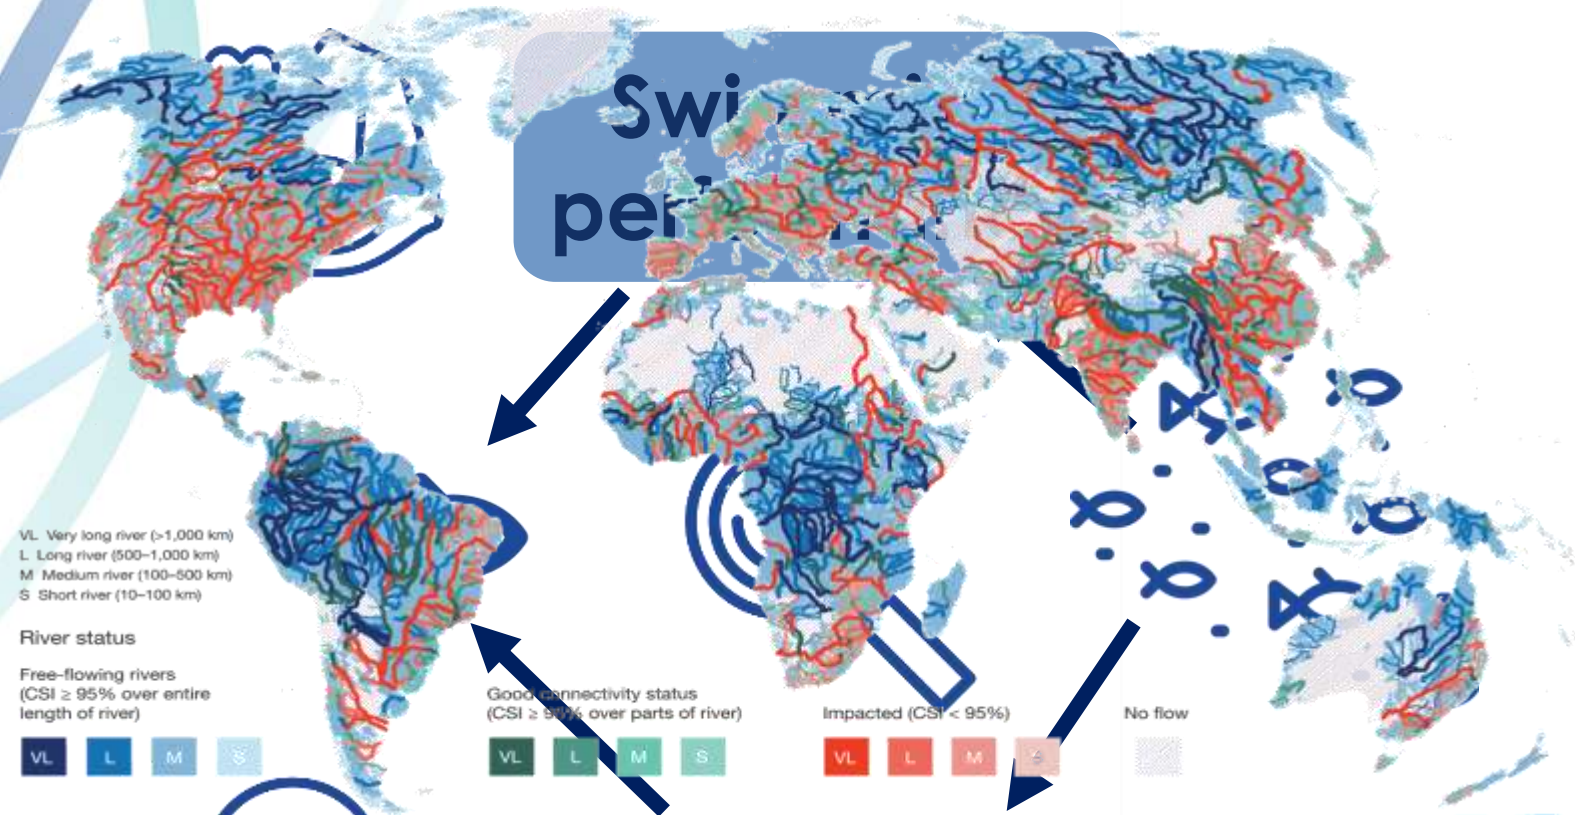 Swi
per
VL Very long river (>1,000 km)
L Long river (500–1,000 km)
M Medium river (100–500 km)
S Short river (10–100 km)
River status
Free-flowing rivers
(CSI ≥ 95% over entire
length of river)
VL L M S
Good connectivity status
(CSI ≥ 95% over parts of river)
VL L M S
Impacted (CSI < 95%)
VL L M S
No flow